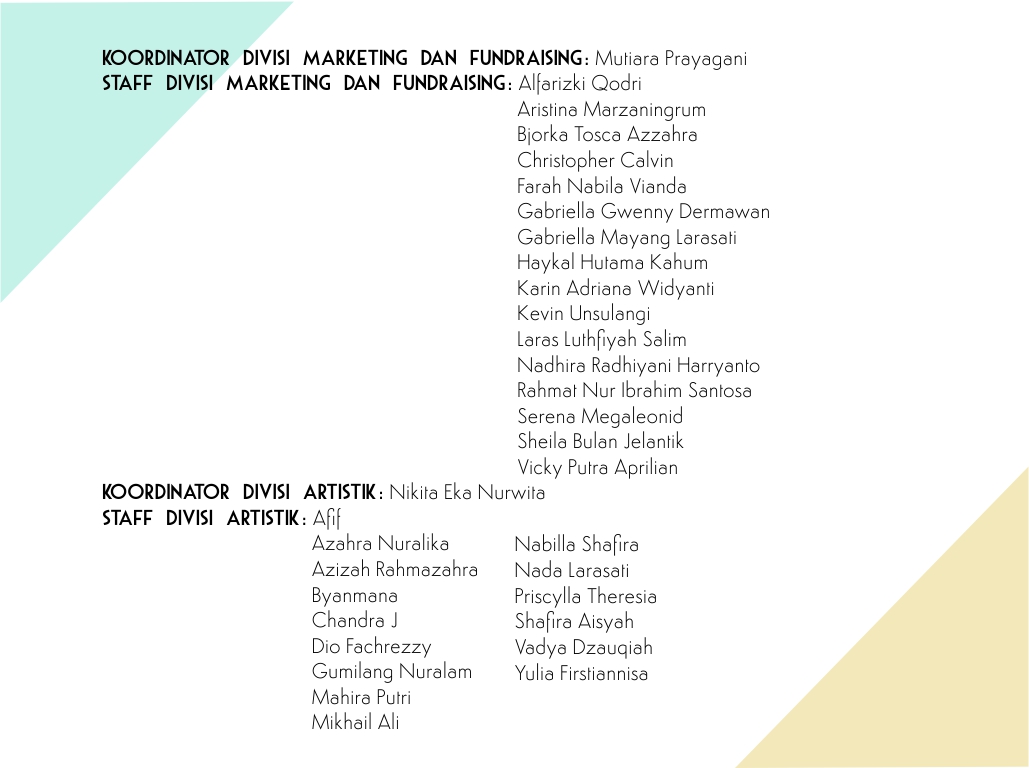 KOORDINATOR DIVISI MARKETING DAN FUNDRAISING: Mutiara Prayagani
STAFF DIVISI MARKETING DAN FUNDRAISING: Alfarizki Qodri
Aristina Marzaningrum
Bjorka Tosca Azzahra
Christopher Calvin
Farah Nabila Vianda
Gabriella Gwenny Dermawan
Gabriella Mayang Larasati
Haykal Hutama Kahum
Karin Adriana Widyanti
Kevin Unsulangi
Laras Luthfiyah Salim
Nadhira Radhiyani Harryanto
Rahmat Nur Ibrahim Santosa
Serena Megaleonid
Sheila Bulan Jelantik
Vicky Putra Aprilian
KOORDINATOR DIVISI ARTISTIK: Nikita Eka Nurwita
STAFF DIVISI ARTISTIK: Afif
Azahra Nuralika
Azizah Rahmazahra
Byanmana
Chandra J
Dio Fachrezzy
Gumilang Nuralam
Mahira Putri
Mikhail Ali
Nabilla Shafira
Nada Larasati
Priscylla Theresia
Shafira Aisyah
Vadya Dzauqiah
Yulia Firstiannisa